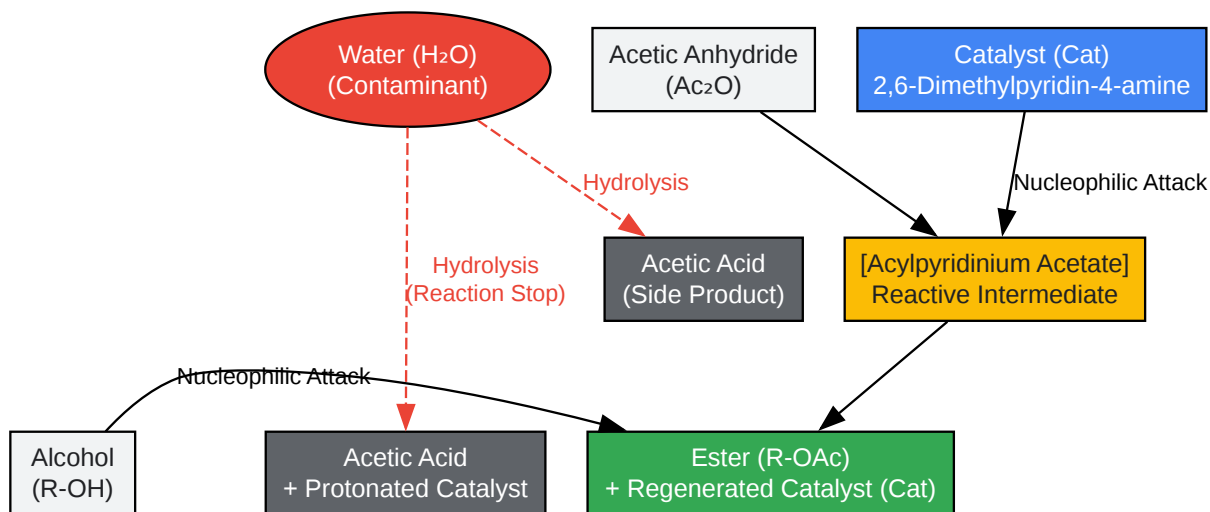 Water (H₂O)
(Contaminant)
Acetic Anhydride
(Ac₂O)
Catalyst (Cat)
2,6-Dimethylpyridin-4-amine
Hydrolysis
Nucleophilic Attack
Hydrolysis
(Reaction Stop)
Acetic Acid
(Side Product)
[Acylpyridinium Acetate]
Reactive Intermediate
Nucleophilic Attack
Alcohol
(R-OH)
Acetic Acid
+ Protonated Catalyst
Ester (R-OAc)
+ Regenerated Catalyst (Cat)